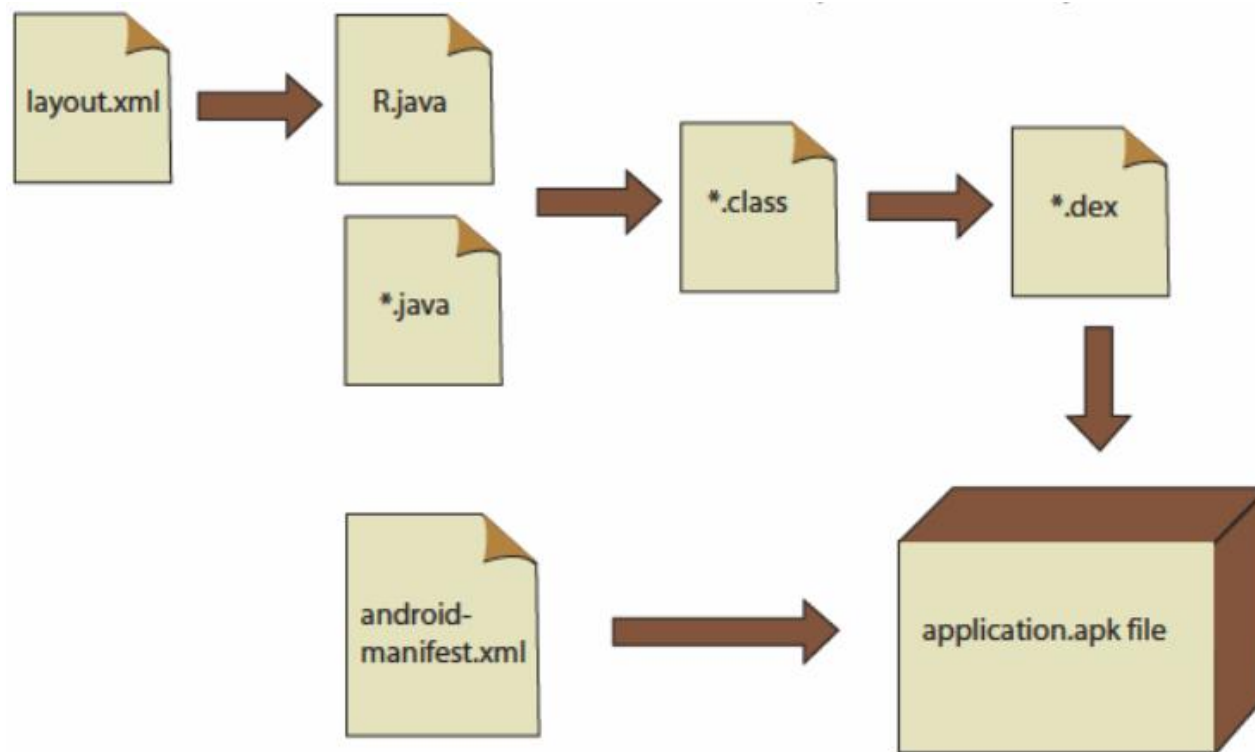 layout.xml
R.java
*.java
*.class
*.dex
android-
manifest.xml
application.apk file